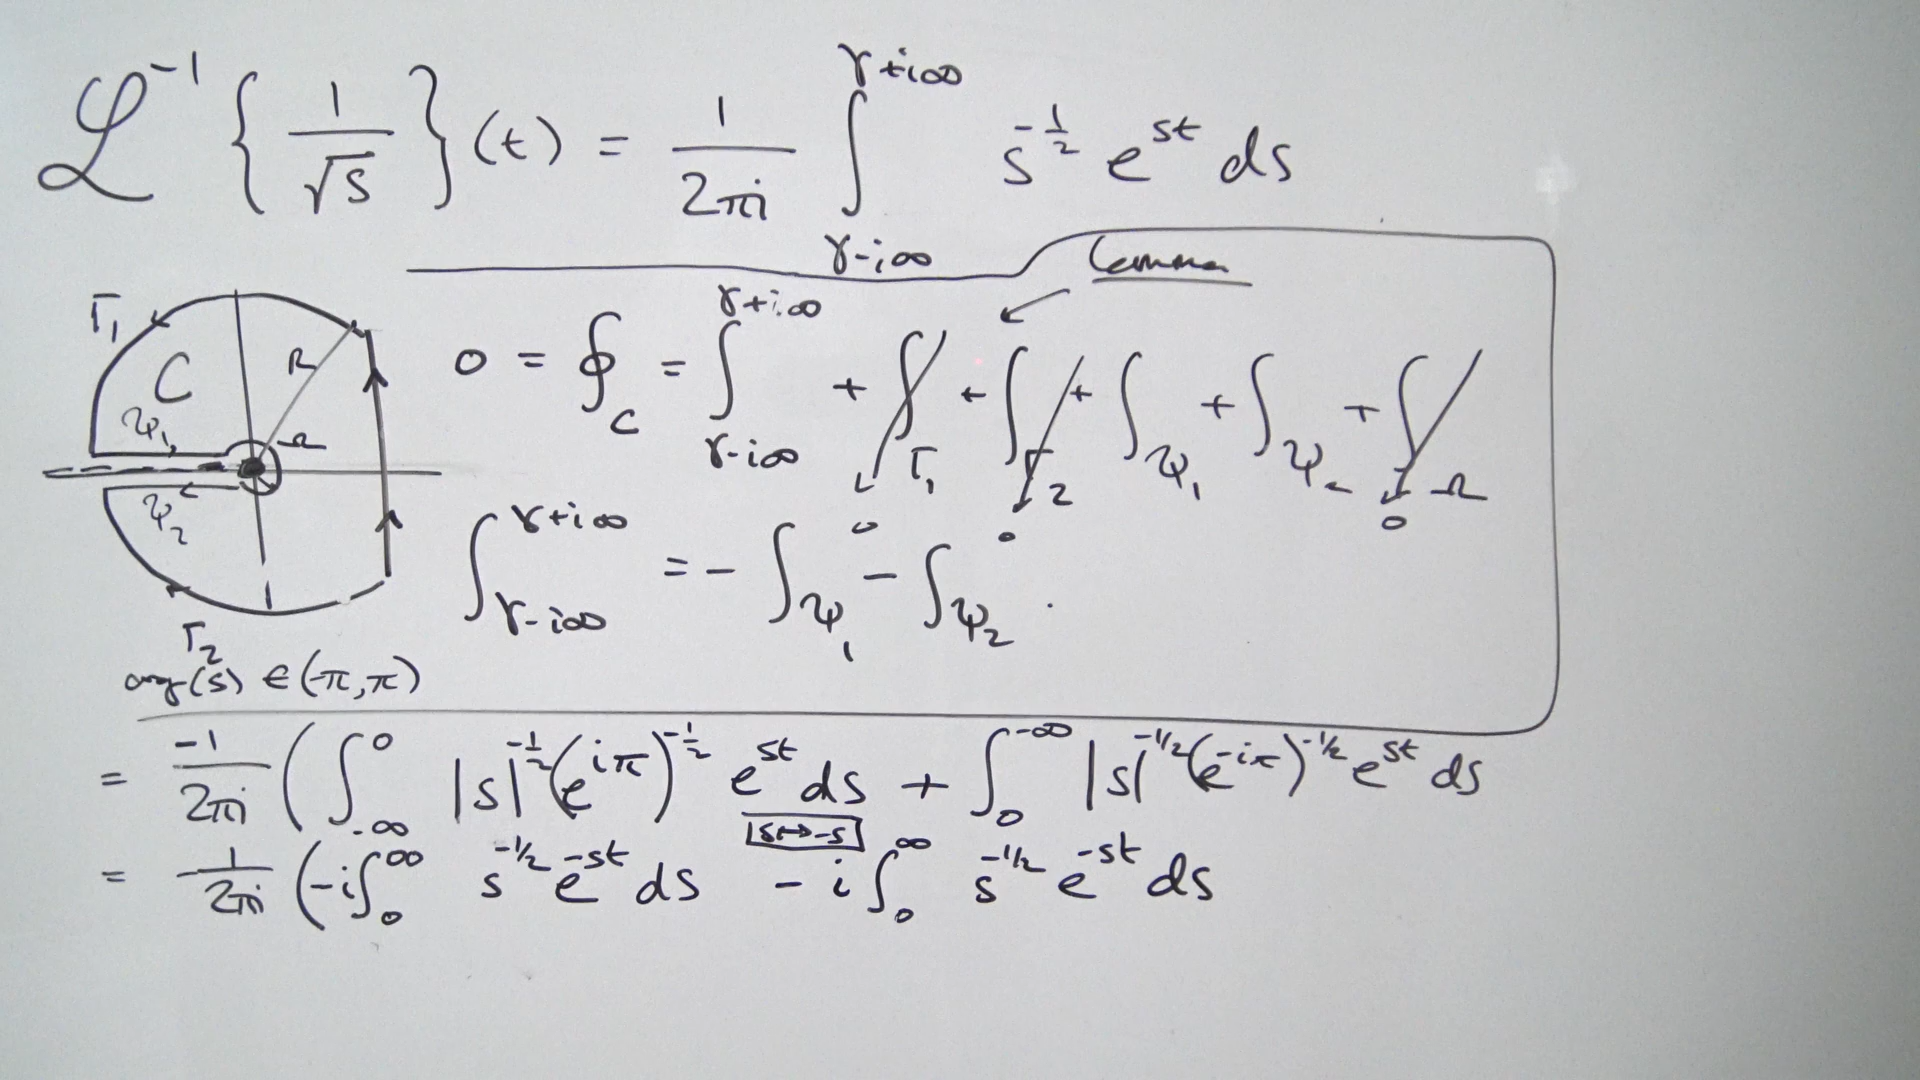 ℒ⁻¹ { 1/√s } (t) = 1/2πi ∫_{γ-i∞}^{γ+i∞} s^{-1/2} e^{st} ds
Lemma
Γ₁
C
R
ψ₁
Ω
ψ₂
Γ₂
arg(s) ∈ (-π, π)
0 = ∮_C = ∫_{γ-i∞}^{γ+i∞} + ∫_{Γ₁} + ∫_{Γ₂} + ∫_{ψ₁} + ∫_{ψ₂} + ∫_Ω
0 0 0
∫_{γ-i∞}^{γ+i∞} = - ∫_{ψ₁} - ∫_{ψ₂}
= -1/2πi ( ∫_{-∞}^{0} |s|^{-1/2} (e^{iπ})^{-1/2} e^{st} ds + ∫_{0}^{-∞} |s|^{-1/2} (e^{-iπ})^{-1/2} e^{st} ds
s↔-s
= -1/2πi ( -i ∫_{0}^{∞} s^{-1/2} e^{-st} ds - i ∫_{0}^{∞} s^{-1/2} e^{-st} ds